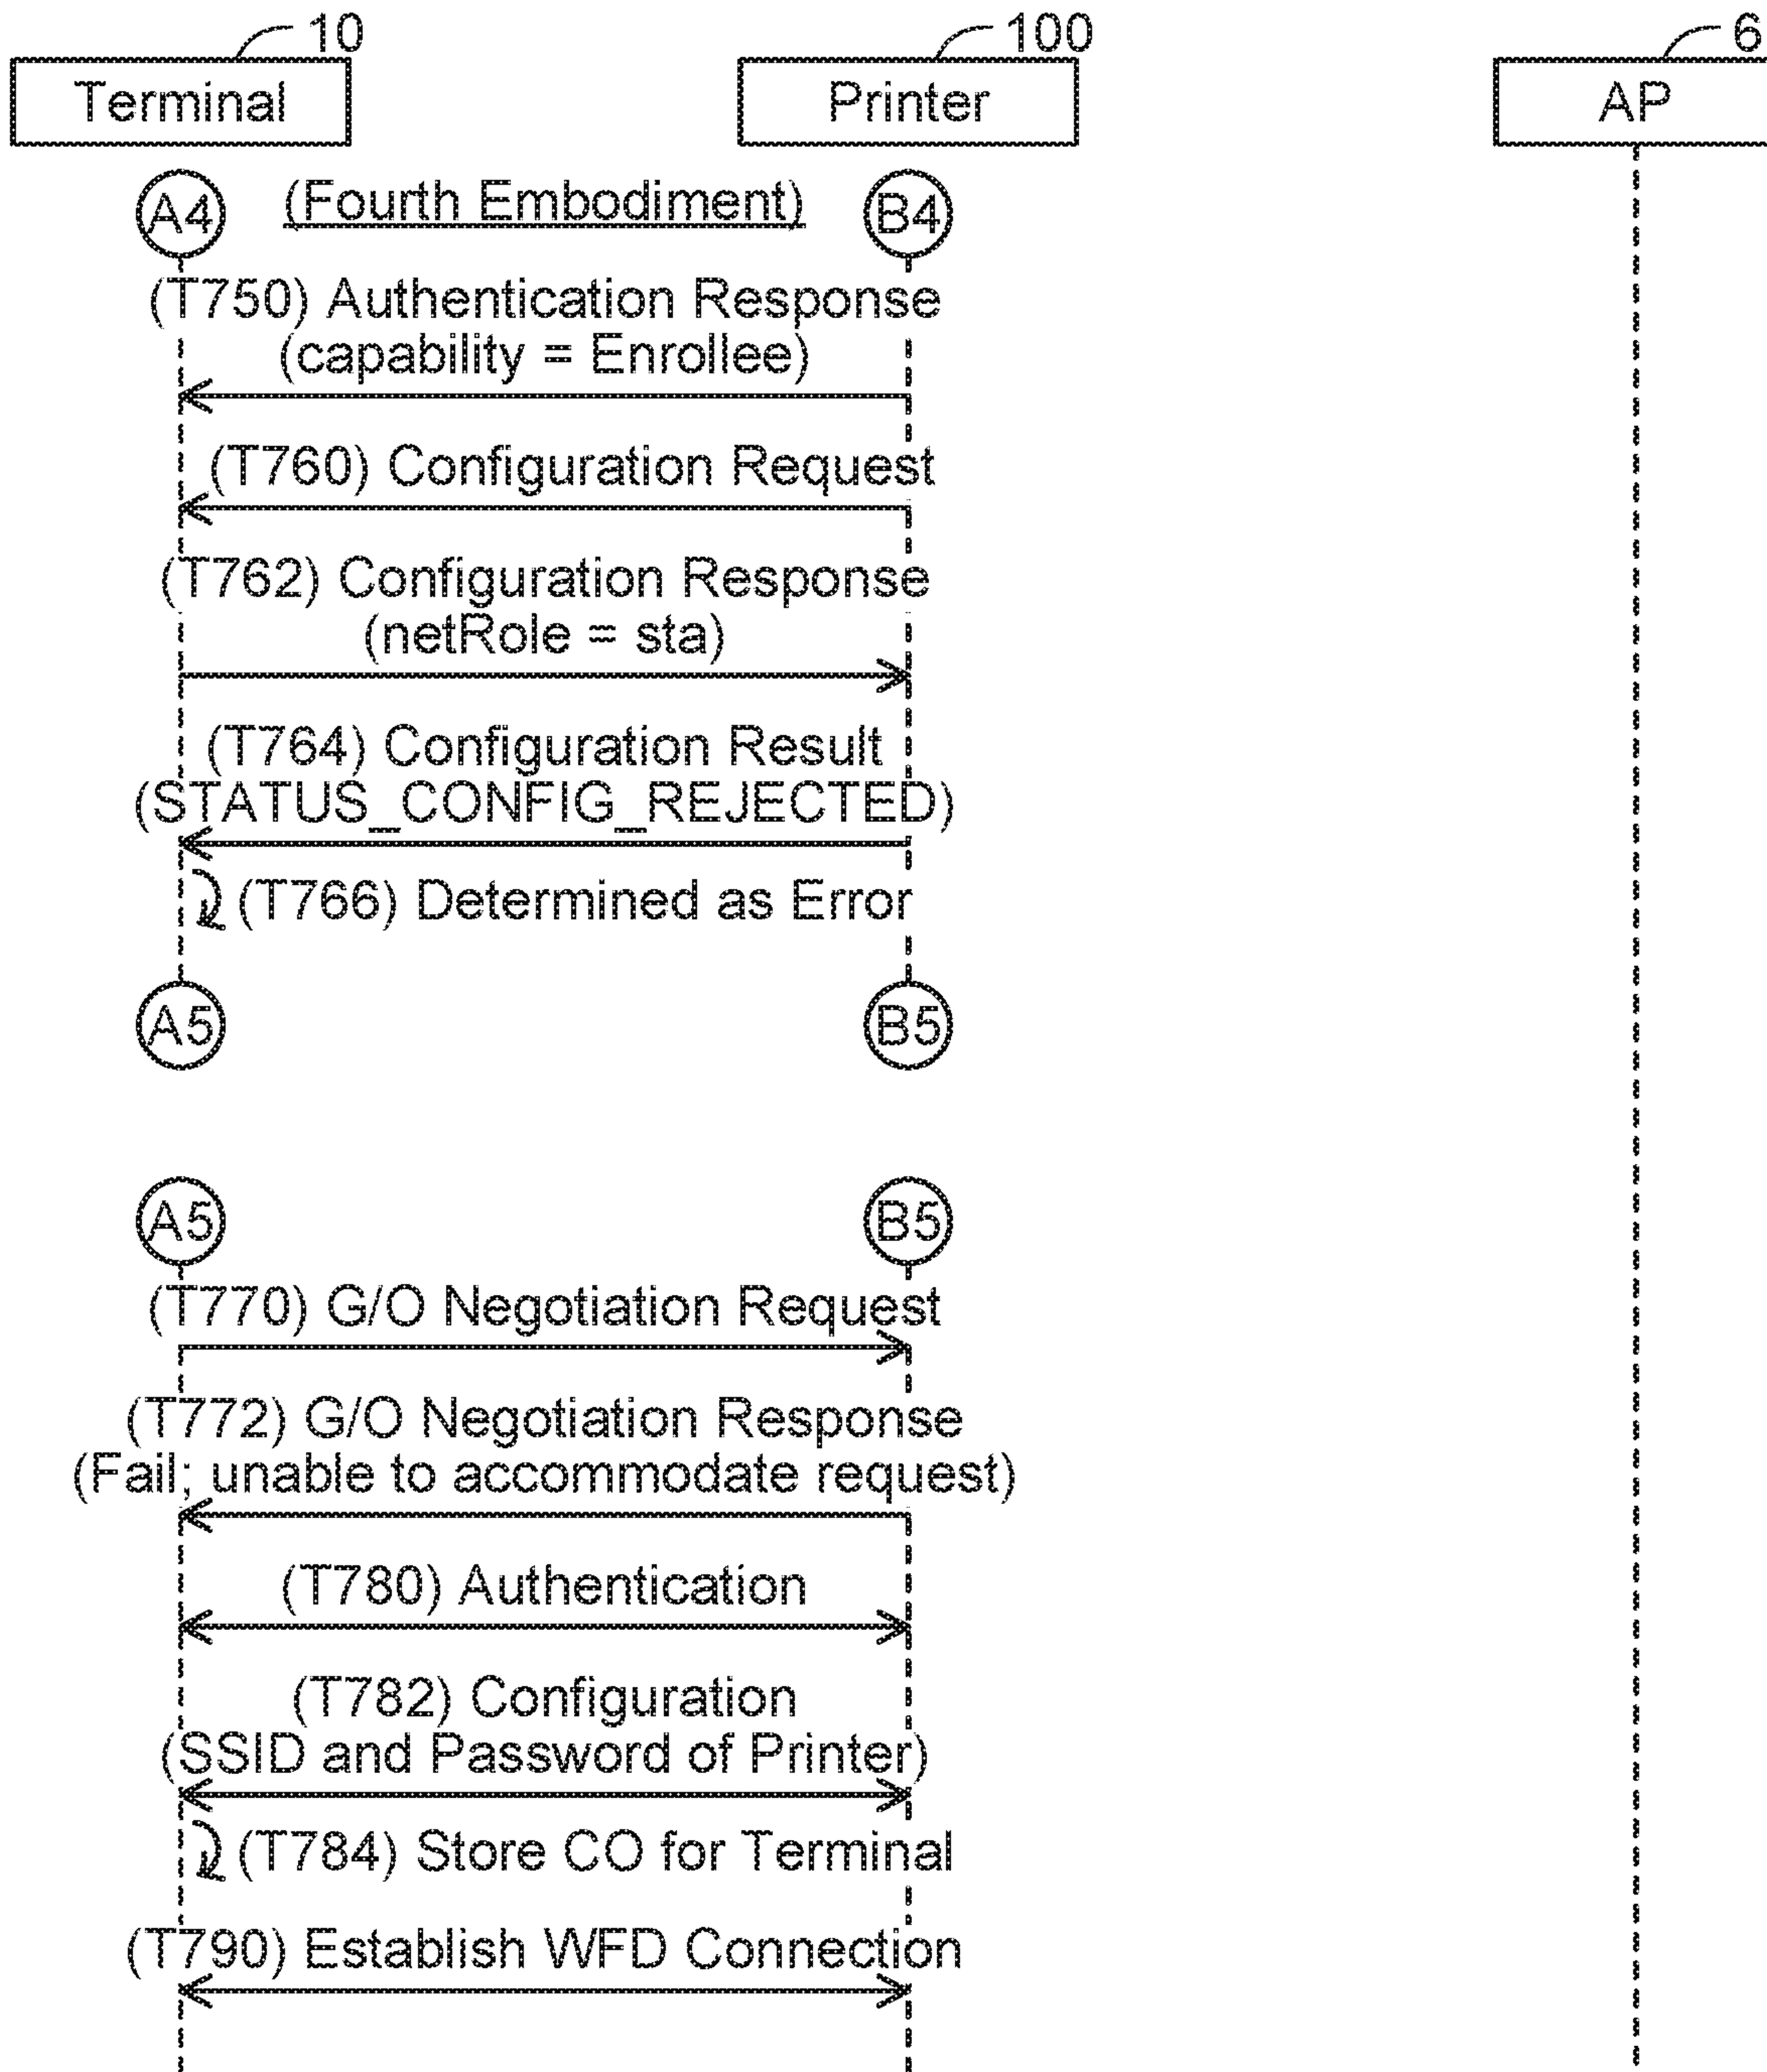 10
100
6
Terminal
Printer
AP
A4
(Fourth Embodiment)
B4
(T750) Authentication Response
(capability = Enrollee)
(T760) Configuration Request
(T762) Configuration Response
(netRole = sta)
(T764) Configuration Result
(STATUS_CONFIG_REJECTED)
(T766) Determined as Error
A5
B5
A5
B5
(T770) G/O Negotiation Request
(T772) G/O Negotiation Response
(Fail; unable to accommodate request)
(T780) Authentication
(T782) Configuration
(SSID and Password of Printer)
(T784) Store CO for Terminal
(T790) Establish WFD Connection